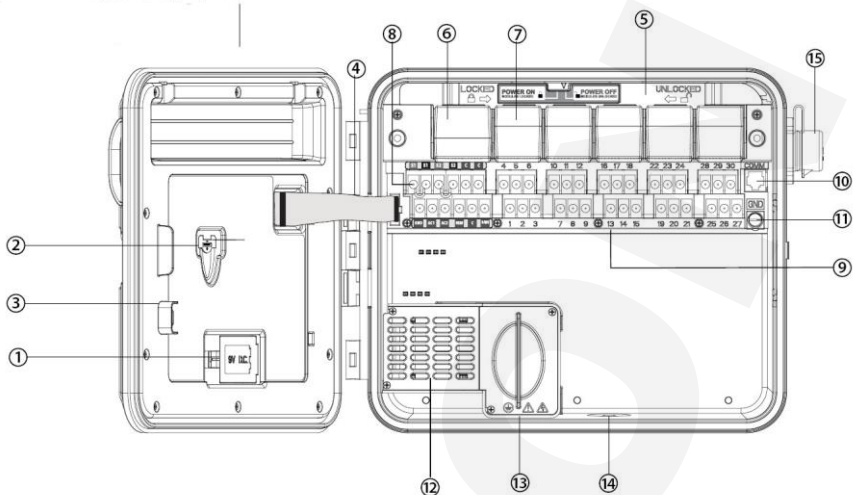 ⑧ ⑥ ⑦ ⑤
④
⑮
LOCKED POWER ON POWER OFF UNLOCKED
4 5 6 10 11 12 16 17 18 22 23 24 28 29 30 COMM
⑩
GND
⑪
1 2 3 7 8 9 13 14 15 19 20 21 25 26 27
②
⑨
③
①
9V D.C.
⑫ ⑬ ⑭